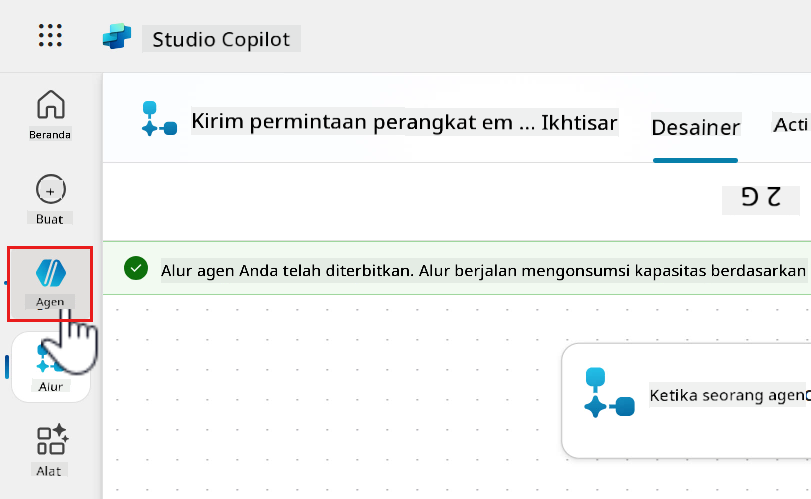 Studio Copilot
Beranda
Buat
Agen
Alur
Alat
Kirim permintaan perangkat em ... Ikhtisar
Desainer
Acti
Alur agen Anda telah diterbitkan. Alur berjalan mengonsumsi kapasitas berdasarkan
Ketika seorang agen